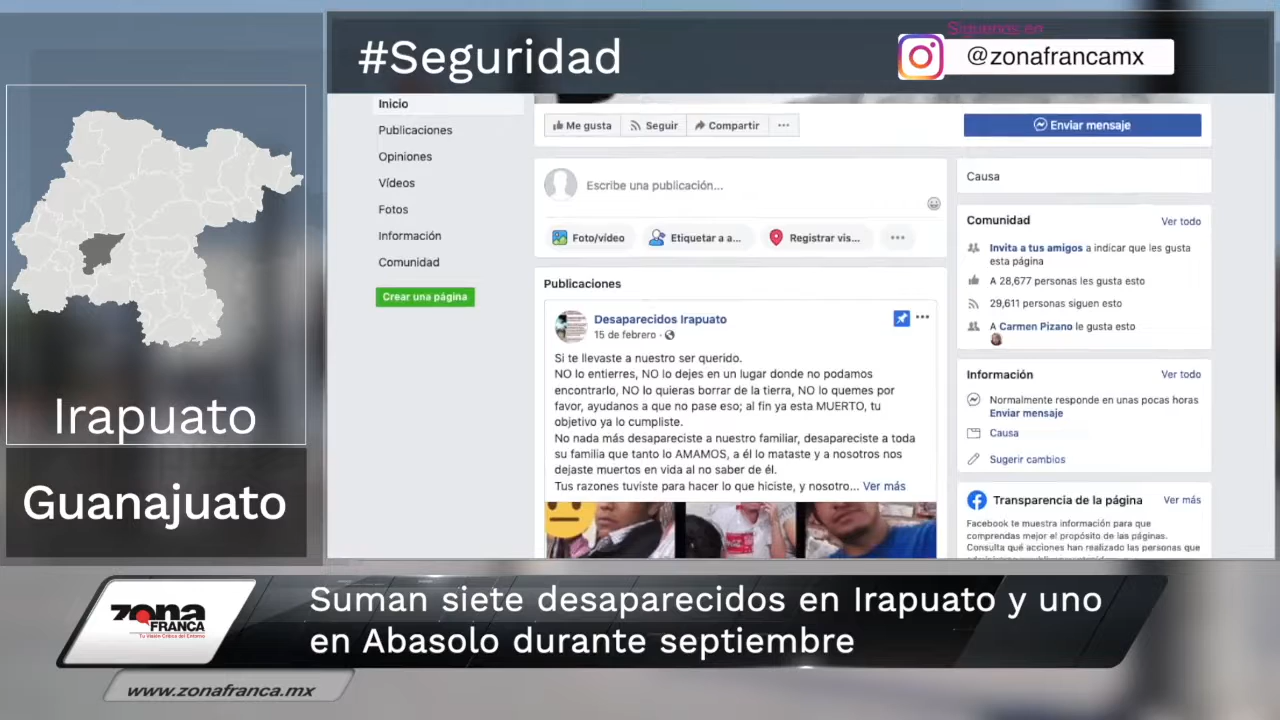 #Seguridad
Síguenos en
@zonafrancamx
Irapuato
Guanajuato
Inicio
Publicaciones
Opiniones
Vídeos
Fotos
Información
Comunidad
Crear una página
Me gusta
Seguir
Compartir
Enviar mensaje
Escribe una publicación...
Foto/vídeo
Etiquetar a a...
Registrar vis...
Publicaciones
Desaparecidos Irapuato
15 de febrero ·
Si te llevaste a nuestro ser querido.
NO lo entierres, NO lo dejes en un lugar donde no podamos
encontrarlo, NO lo quieras borrar de la tierra, NO lo quemes por
favor, ayudanos a que no pase eso; al fin ya esta MUERTO, tu
objetivo ya lo cumpliste.
No nada más desapareciste a nuestro familiar, desapareciste a toda
su familia que tanto lo AMAMOS, a él lo mataste y a nosotros nos
dejaste muertos en vida al no saber de él.
Tus razones tuviste para hacer lo que hiciste, y nosotro... Ver más
Causa
Comunidad
Ver todo
Invita a tus amigos a indicar que les gusta
esta página
A 28,677 personas les gusta esto
29,611 personas siguen esto
A Carmen Pizano le gusta esto
Información
Ver todo
Normalmente responde en unas pocas horas
Enviar mensaje
Causa
Sugerir cambios
Transparencia de la página
Ver más
Facebook te muestra información para que
comprendas mejor el propósito de las páginas.
Consulta qué acciones han realizado las personas que
ZONA
FRANCA
Tu Visión Crítica del Entorno
Suman siete desaparecidos en Irapuato y uno
en Abasolo durante septiembre
www.zonafranca.mx